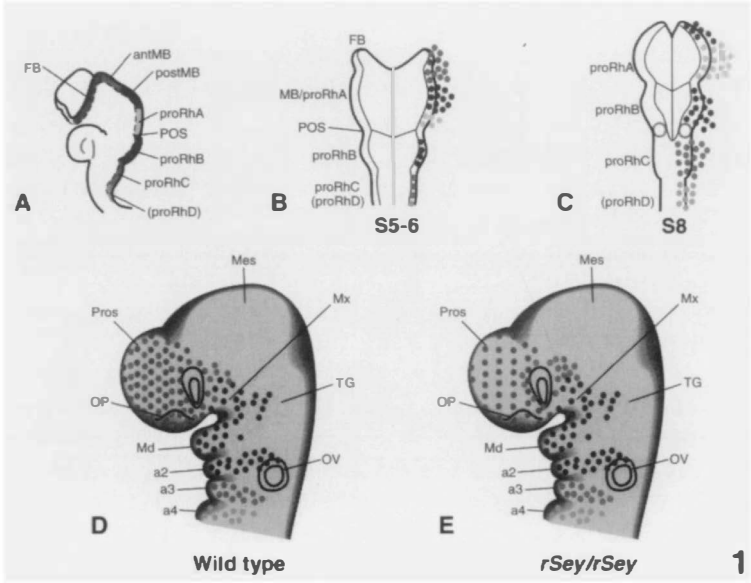 FB
antMB
postMB
proRhA
POS
proRhB
proRhC
(proRhD)
A
FB
MB/proRhA
POS
proRhB
proRhC
(proRhD)
B
S5-6
proRhA
proRhB
proRhC
(proRhD)
C
S8
Mes
Pros
Mx
TG
OP
Md
a2
OV
a3
a4
D
Wild type
Mes
Pros
Mx
TG
OP
Md
a2
OV
a3
a4
E
rSey/rSey
1